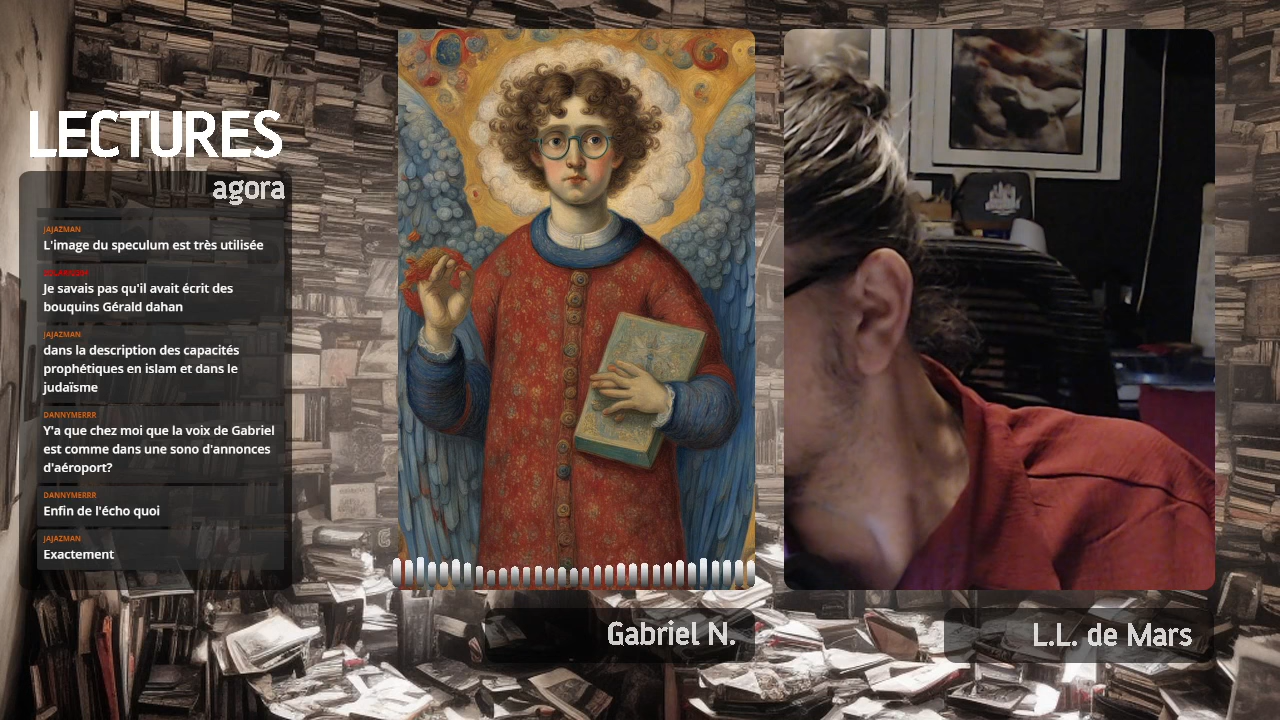 LECTURES
agora
JAJAZMAN
L'image du speculum est très utilisée
Je savais pas qu'il avait écrit des
bouquins Gérald dahan
JAJAZMAN
dans la description des capacités
prophétiques en islam et dans le
judaïsme
DANNYMERRR
Y'a que chez moi que la voix de Gabriel
est comme dans une sono d'annonces
d'aéroport?
DANNYMERRR
Enfin de l'écho quoi
JAJAZMAN
Exactement
Gabriel N.
L.L. de Mars